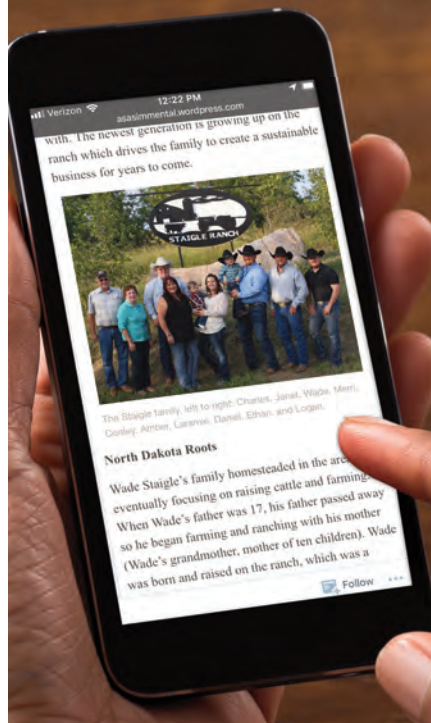 Verizon 12:22 PM
asasimmental.wordpress.com
with. The newest generation is growing up on the
ranch which drives the family to create a sustainable
business for years to come.
STAIGLE RANCH
The Staigle family, left to right: Charles, Janet, Wade, Merri,
Conley, Amber, Laramie, Daniel, Ethan, and Logan.
North Dakota Roots
Wade Staigle’s family homesteaded in the area
eventually focusing on raising cattle and farming.
When Wade’s father was 17, his father passed away
so he began farming and ranching with his mother
(Wade’s grandmother, mother of ten children). Wade
was born and raised on the ranch, which was a
Follow